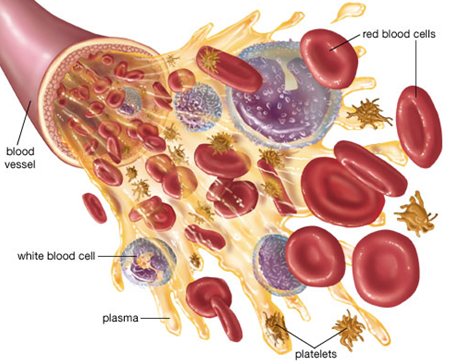 red blood cells
blood
vessel
white blood cell
plasma
platelets